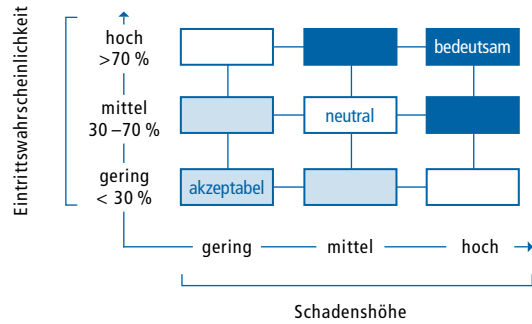 Eintrittswahrscheinlichkeit
hoch
>70 %
bedeutsam
mittel
30 – 70 %
neutral
gering
< 30 %
akzeptabel
gering
mittel
hoch
Schadenshöhe